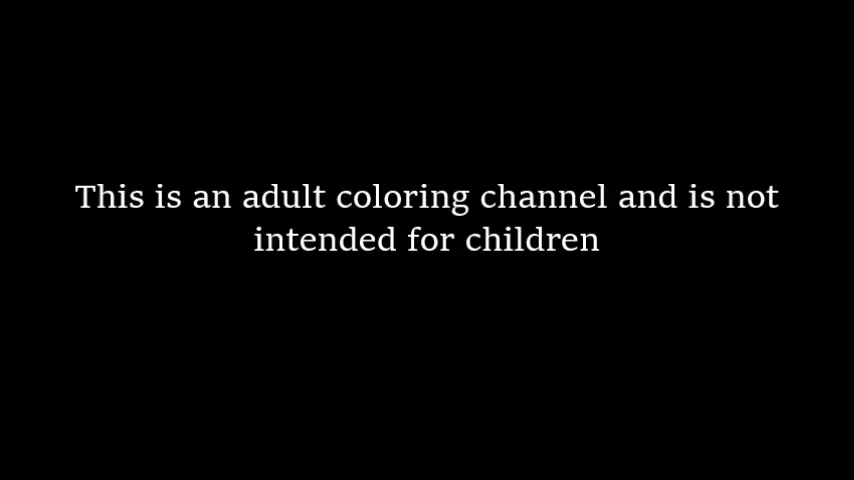 This is an adult coloring channel and is not
intended for children